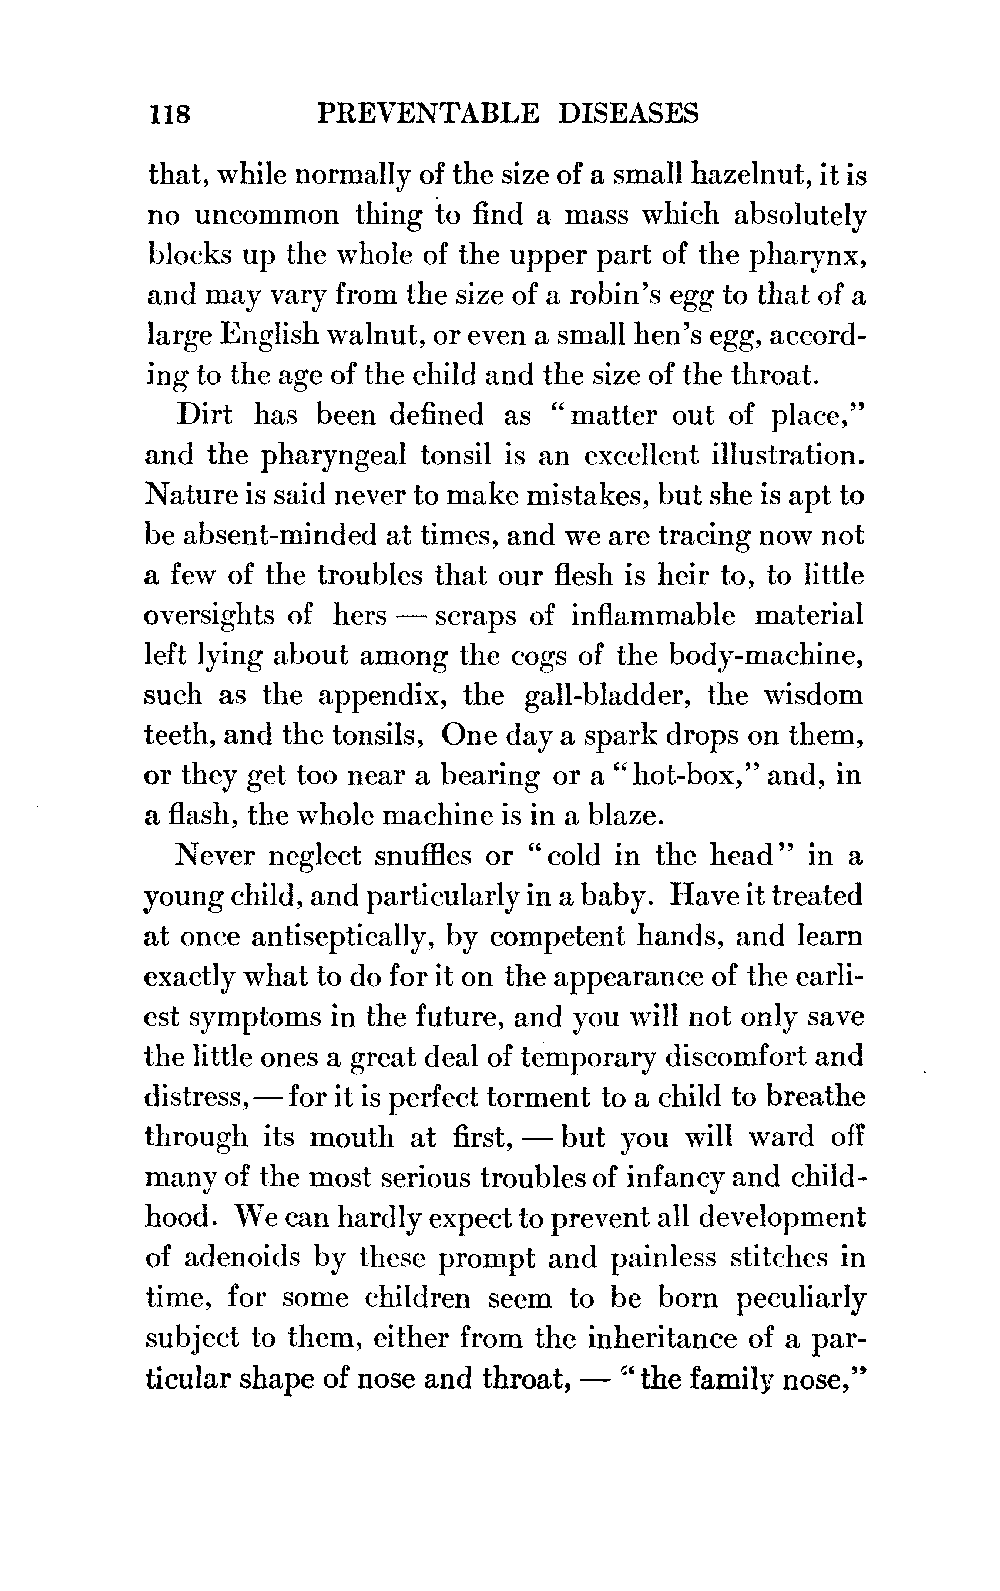 118 PREVENTABLE DISEASES
that, while normally of the size of a small hazelnut, it is
no uncommon thing to find a mass which absolutely
blocks up the whole of the upper part of the pharynx,
and may vary from the size of a robin's egg to that of a
large English walnut, or even a small hen's egg, accord-
ing to the age of the child and the size of the throat.
Dirt has been defined as "matter out of place,"
and the pharyngeal tonsil is an excellent illustration.
Nature is said never to make mistakes, but she is apt to
be absent-minded at times, and we are tracing now not
a few of the troubles that our flesh is heir to, to little
oversights of hers — scraps of inflammable material
left lying about among the cogs of the body-machine,
such as the appendix, the gall-bladder, the wisdom
teeth, and the tonsils, One day a spark drops on them,
or they get too near a bearing or a "hot-box," and, in
a flash, the whole machine is in a blaze.
Never neglect snuffles or "cold in the head" in a
young child, and particularly in a baby. Have it treated
at once antiseptically, by competent hands, and learn
exactly what to do for it on the appearance of the earli-
est symptoms in the future, and you will not only save
the little ones a great deal of temporary discomfort and
distress,— for it is perfect torment to a child to breathe
through its mouth at first, — but you will ward off
many of the most serious troubles of infancy and child-
hood. We can hardly expect to prevent all development
of adenoids by these prompt and painless stitches in
time, for some children seem to be born peculiarly
subject to them, either from the inheritance of a par-
ticular shape of nose and throat, — "the family nose,"